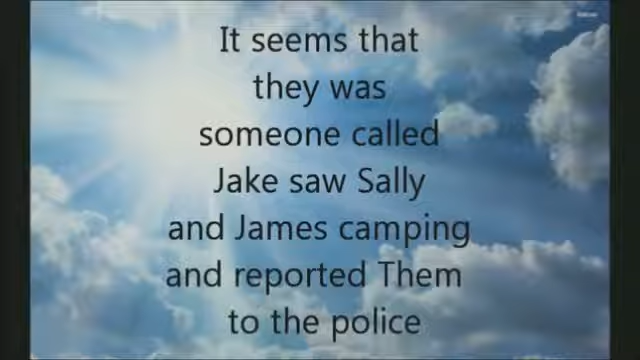 It seems that
they was
someone called
Jake saw Sally
and James camping
and reported Them
to the police